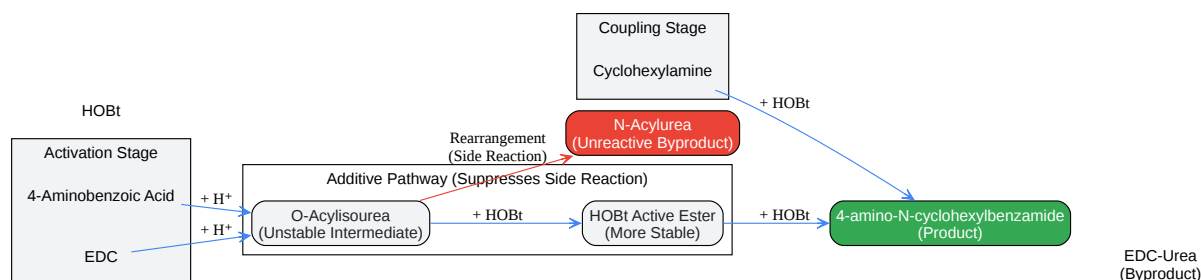 Coupling Stage
Cyclohexylamine
HOBt
+ HOBt
N-Acylurea
(Unreactive Byproduct)
Rearrangement
(Side Reaction)
Activation Stage
4-Aminobenzoic Acid
EDC
+ H⁺
+ H⁺
Additive Pathway (Suppresses Side Reaction)
O-Acylisourea
(Unstable Intermediate)
+ HOBt
HOBt Active Ester
(More Stable)
+ HOBt
4-amino-N-cyclohexylbenzamide
(Product)
EDC-Urea
(Byproduct)